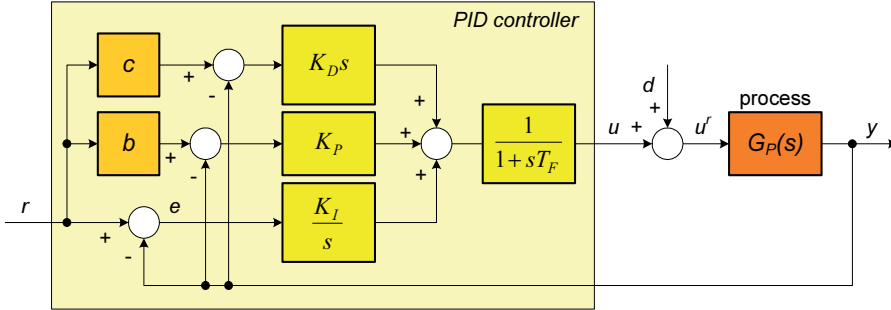 PID controller
c
+
-
K_D s
+
d
+
process
b
+
-
K_P
+
1
1 + sT_F
u
+
u^r
G_P(s)
y
r
+
-
e
K_I
s
+